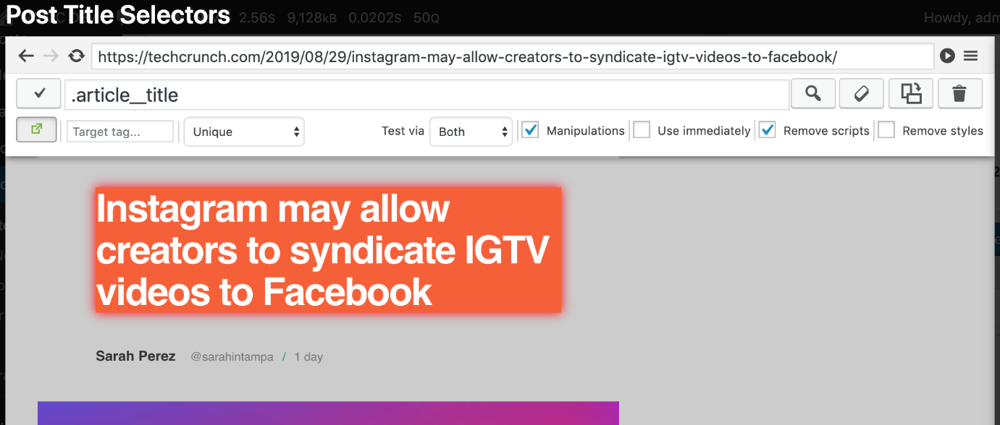 Post Title Selectors 2.56S 9,128KB 0.0202S 50Q Howdy, adm
https://techcrunch.com/2019/08/29/instagram-may-allow-creators-to-syndicate-igtv-videos-to-facebook/
.article__title
Target tag... Unique Test via Both Manipulations Use immediately Remove scripts Remove styles
Instagram may allow
creators to syndicate IGTV
videos to Facebook
Sarah Perez @sarahintampa / 1 day